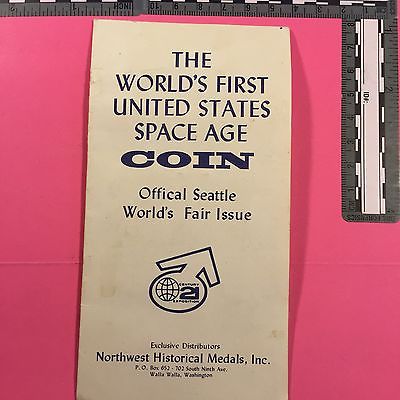 THE
WORLD'S FIRST
UNITED STATES
SPACE AGE
COIN
Offical Seattle
World's Fair Issue
CENTURY
21
EXPOSITION
Exclusive Distributors
Northwest Historical Medals, Inc.
P. O. Box 652 - 702 South Ninth Ave.
Walla Walla, Washington
ID#: